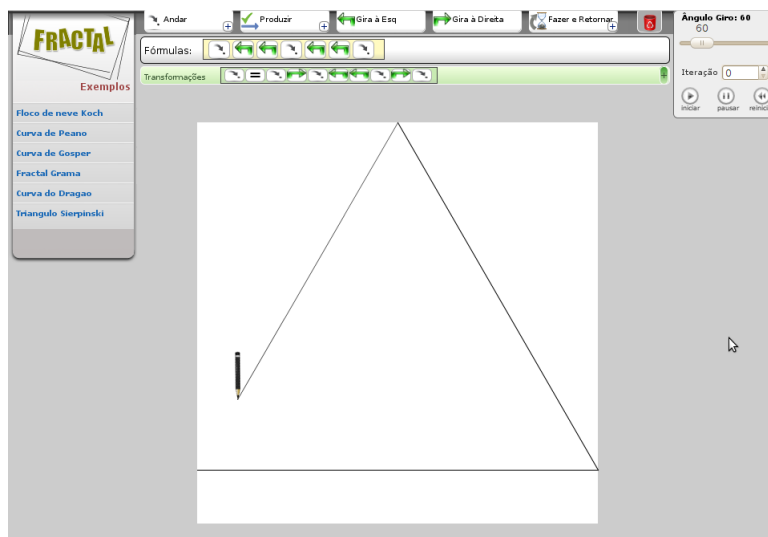 FRACTAL
Exemplos
Floco de neve Koch
Curva de Peano
Curva de Gosper
Fractal Grama
Curva do Dragao
Triangulo Sierpinski
Andar
Produzir
Gira à Esq
Gira à Direita
Fazer e Retornar
Fórmulas:
Transformações
=
Ângulo Giro: 60
60
Iteração 0
iniciar pausar reinici